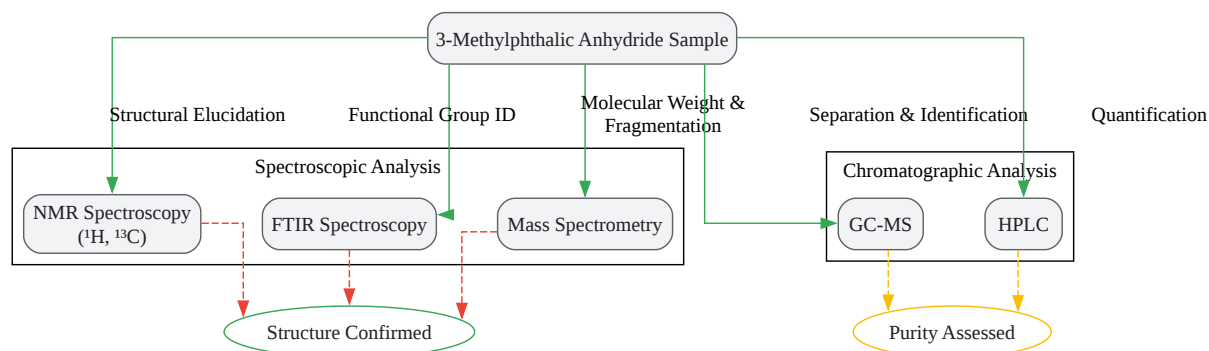 3-Methylphthalic Anhydride Sample
Structural Elucidation
Functional Group ID
Molecular Weight &
Fragmentation
Separation & Identification
Quantification
Spectroscopic Analysis
Chromatographic Analysis
NMR Spectroscopy
(¹H, ¹³C)
FTIR Spectroscopy
Mass Spectrometry
GC-MS
HPLC
Structure Confirmed
Purity Assessed